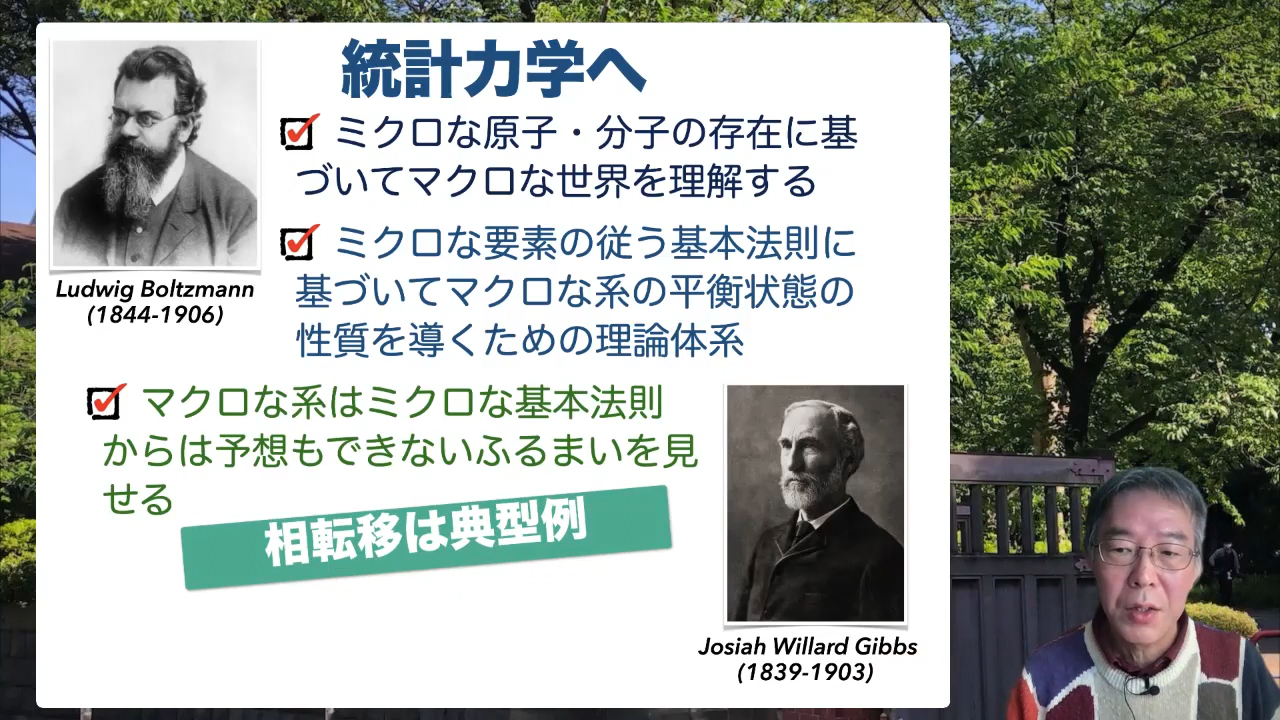 統計力学へ
ミクロな原子・分子の存在に基
づいてマクロな世界を理解する
ミクロな要素の従う基本法則に
基づいてマクロな系の平衡状態の
性質を導くための理論体系
Ludwig Boltzmann
(1844-1906)
マクロな系はミクロな基本法則
からは予想もできないふるまいを見
せる
相転移は典型例
Josiah Willard Gibbs
(1839-1903)